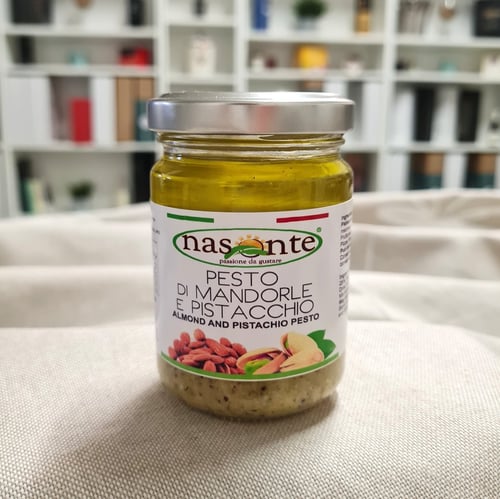 nasonte®
passione da gustare
PESTO
DI MANDORLE
E PISTACCHIO
ALMOND AND PISTACHIO PESTO